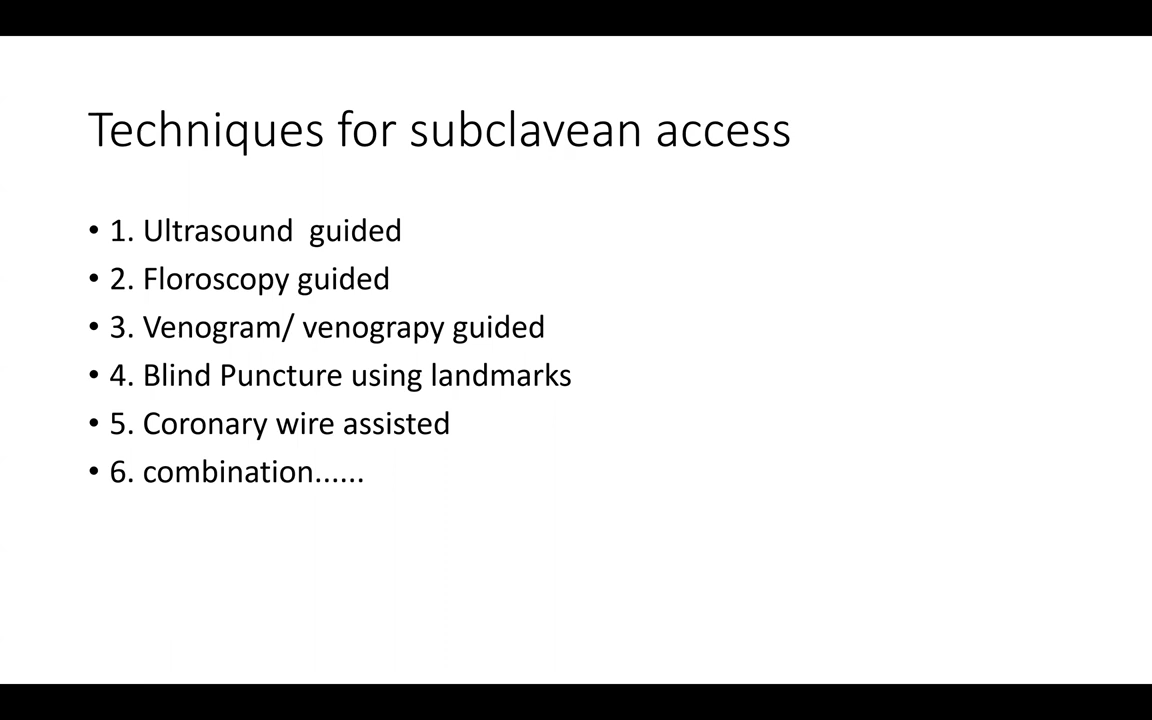 Techniques for subclavean access
• 1. Ultrasound  guided
• 2. Floroscopy guided
• 3. Venogram/ venograpy guided
• 4. Blind Puncture using landmarks
• 5. Coronary wire assisted
• 6. combination......